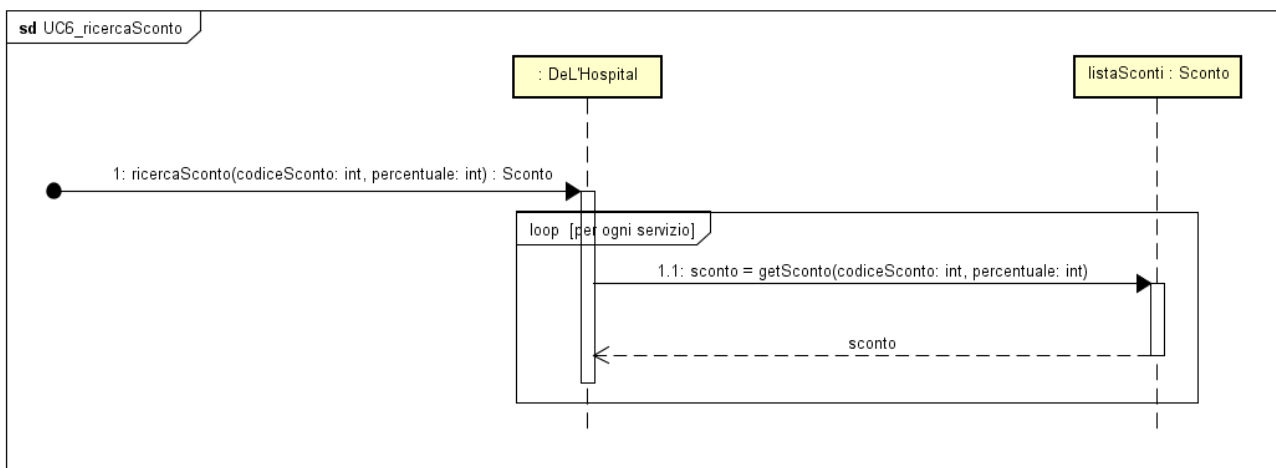 sd UC6_ricercaSconto
: DeL'Hospital
listaSconti : Sconto
1: ricercaSconto(codiceSconto: int, percentuale: int) : Sconto
loop [per ogni servizio]
1.1: sconto = getSconto(codiceSconto: int, percentuale: int)
sconto